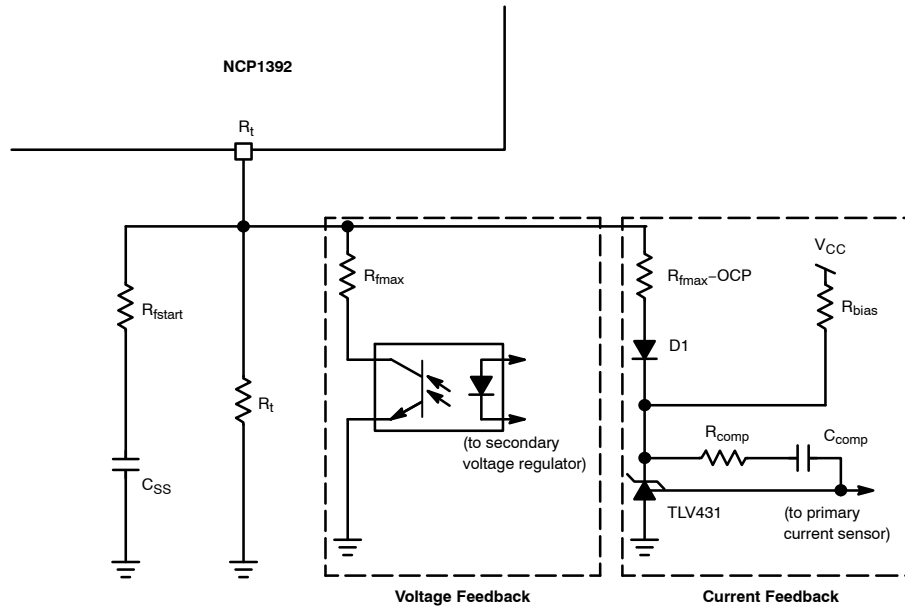 NCP1392
Rt
VCC
Rfmax
Rfmax–OCP
Rfstart
Rbias
D1
Rt
Rcomp
Ccomp
(to secondary
voltage regulator)
CSS
TLV431
(to primary
current sensor)
Voltage Feedback
Current Feedback